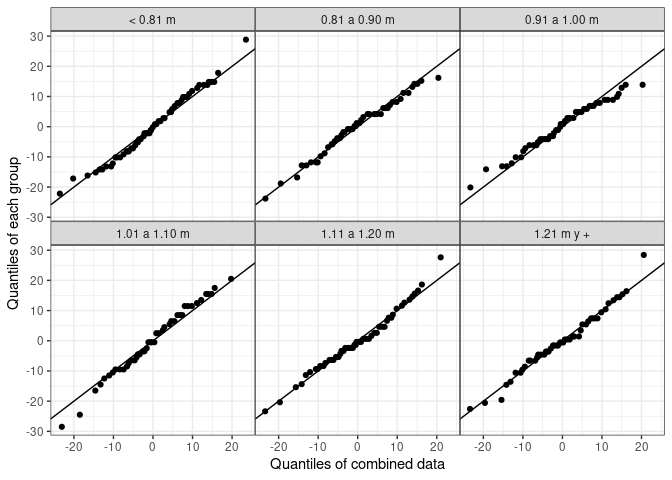 < 0.81 m
0.81 a 0.90 m
0.91 a 1.00 m
30
20
10
0
-10
-20
-30
1.01 a 1.10 m
1.11 a 1.20 m
1.21 m y +
30
20
10
0
-10
-20
-30
-20 -10 0 10 20
-20 -10 0 10 20
-20 -10 0 10 20
Quantiles of combined data
Quantiles of each group